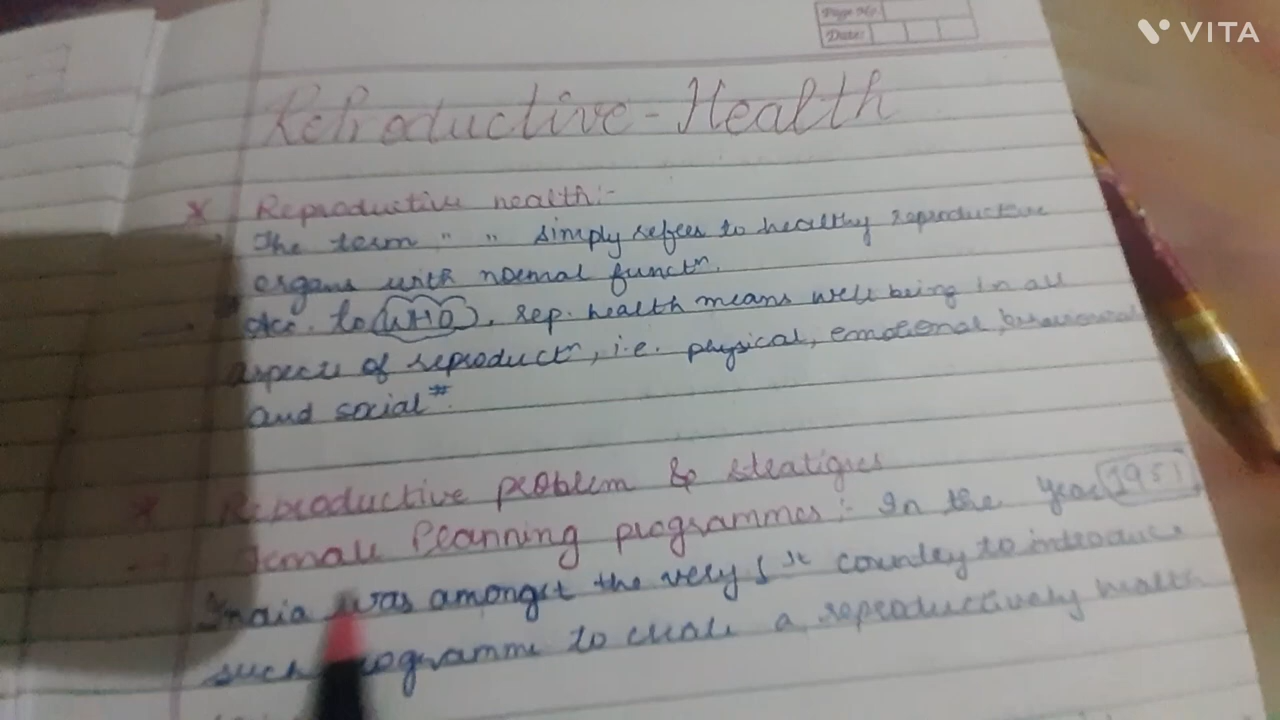 Page No.
Date:
VITA
Reproductive - Health
* Reproductive health:-
The term " " simply refers to healthy reproductive
organs with normal functn.
→ Acc. to WHO, rep. health means well being in all
aspects of reproductn, i.e. physical, emotional, behavioural
and social #.
* Reproductive problem & stratigies
Planning programmes:- In the year 1951
India was amongst the very 1st country to introduce
such programme to create a reproductively health